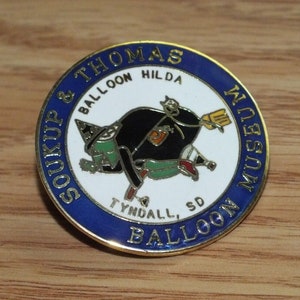 SOUKUP & THOMAS
BALLOON MUSEUM
BALLOON HILDA
TYNDALL, SD